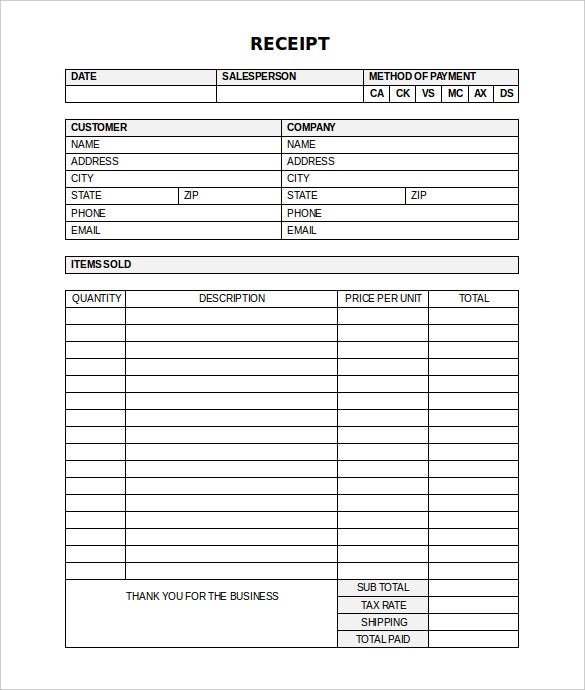 RECEIPT
DATE SALESPERSON METHOD OF PAYMENT
CA CK VS MC AX DS
CUSTOMER COMPANY
NAME NAME
ADDRESS ADDRESS
CITY CITY
STATE ZIP STATE ZIP
PHONE PHONE
EMAIL EMAIL
ITEMS SOLD
QUANTITY DESCRIPTION PRICE PER UNIT TOTAL
SUB TOTAL
THANK YOU FOR THE BUSINESS
TAX RATE
SHIPPING
TOTAL PAID